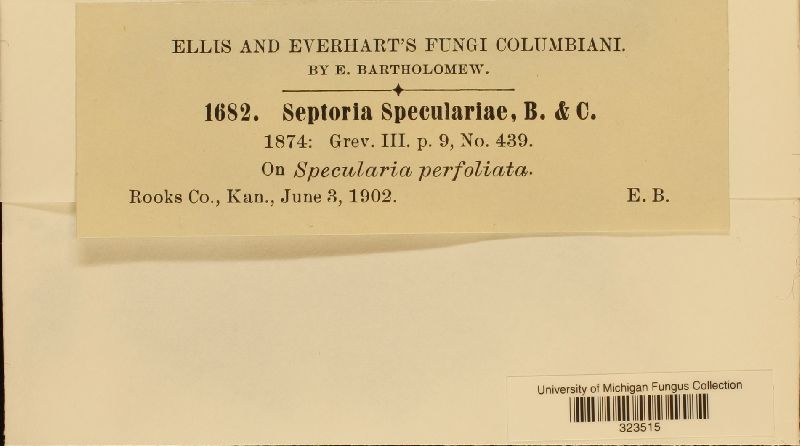 ELLIS AND EVERHART'S FUNGI COLUMBIANI.
BY E. BARTHOLOMEW.
1682. Septoria Speculariae, B. & C.
1874: Grev. III. p. 9, No. 439.
On Specularia perfoliata.
Rooks Co., Kan., June 3, 1902. E. B.
University of Michigan Fungus Collection
323515